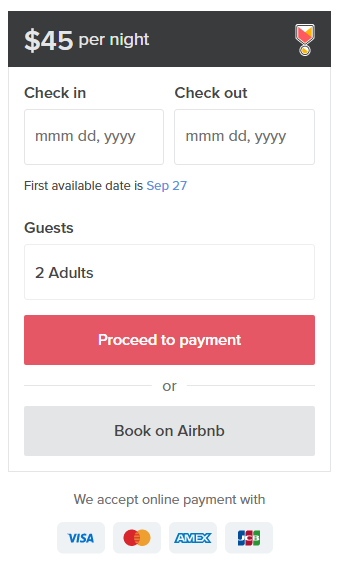 $45 per night
Check in Check out
mmm dd, yyyy mmm dd, yyyy
First available date is Sep 27
Guests
2 Adults
Proceed to payment
or
Book on Airbnb
We accept online payment with
VISA AMEX JCB